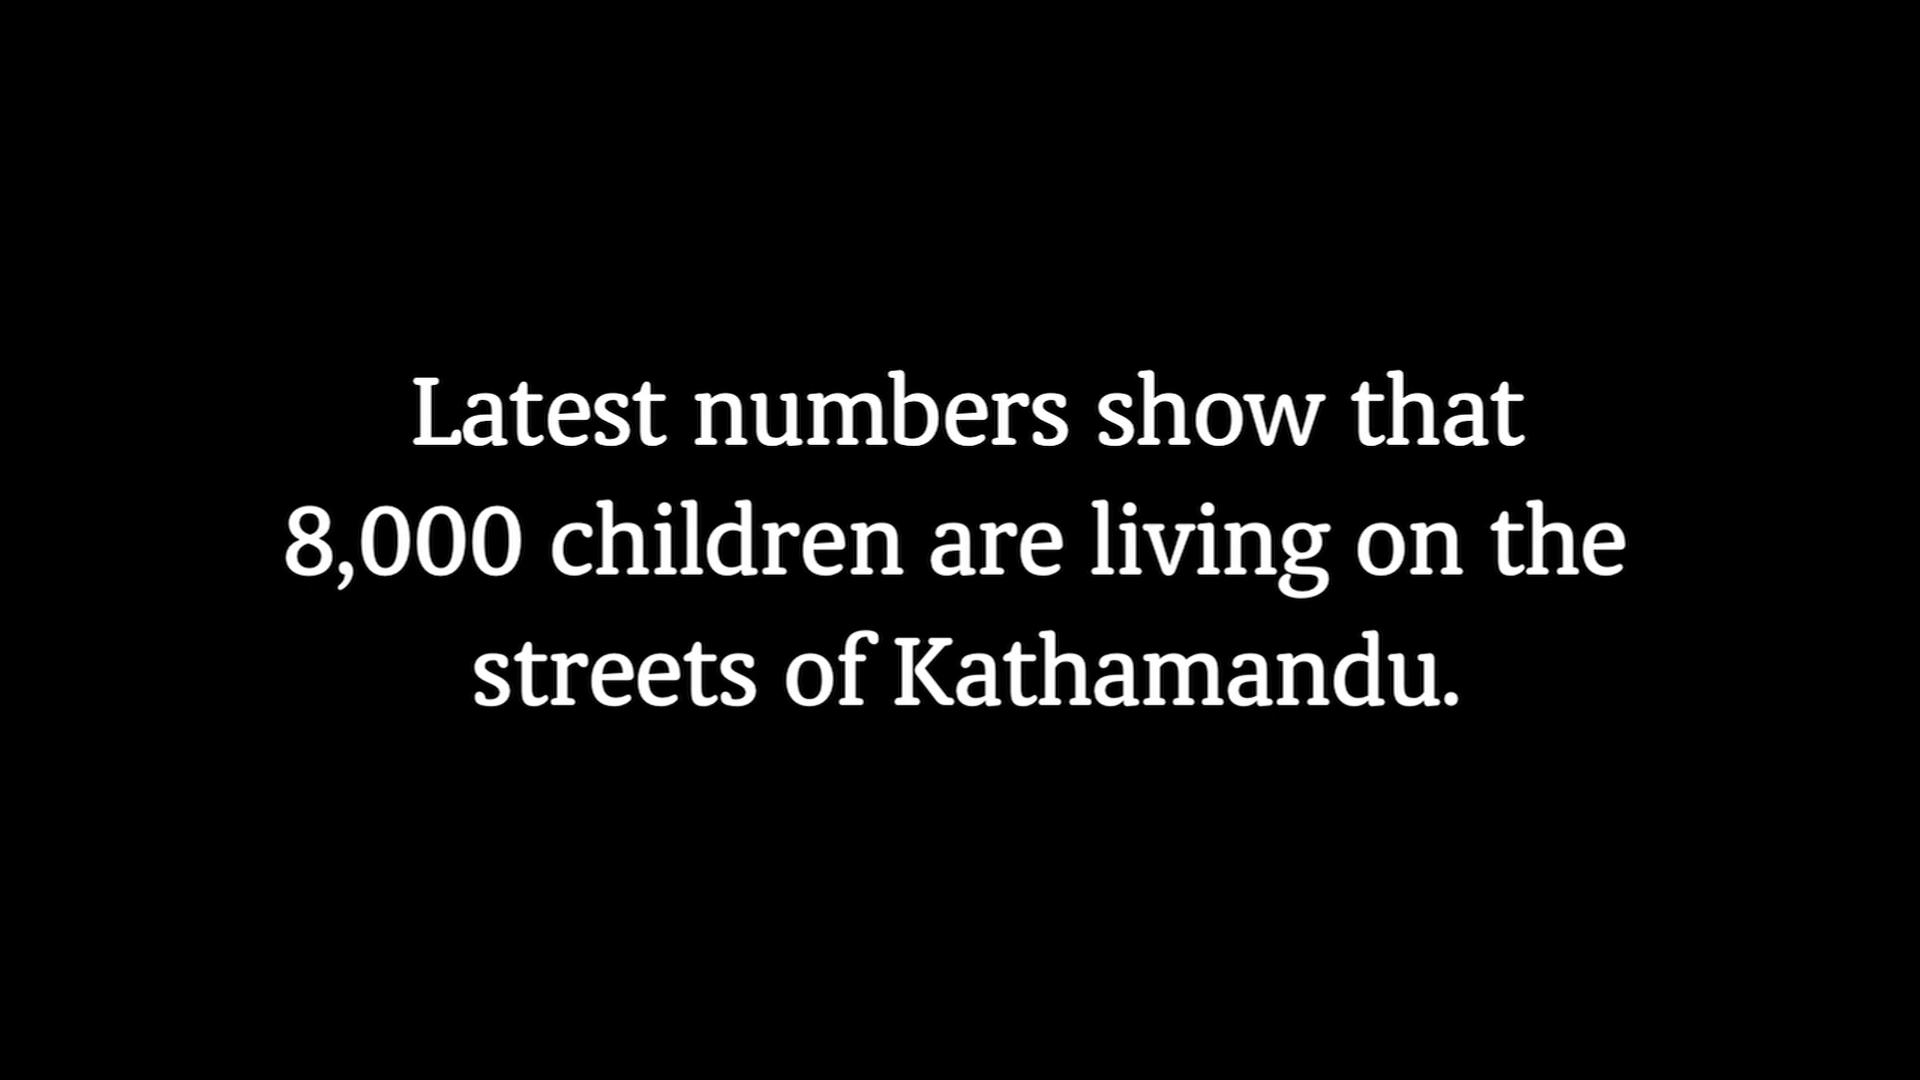 Latest numbers show that
8,000 children are living on the
streets of Kathamandu.